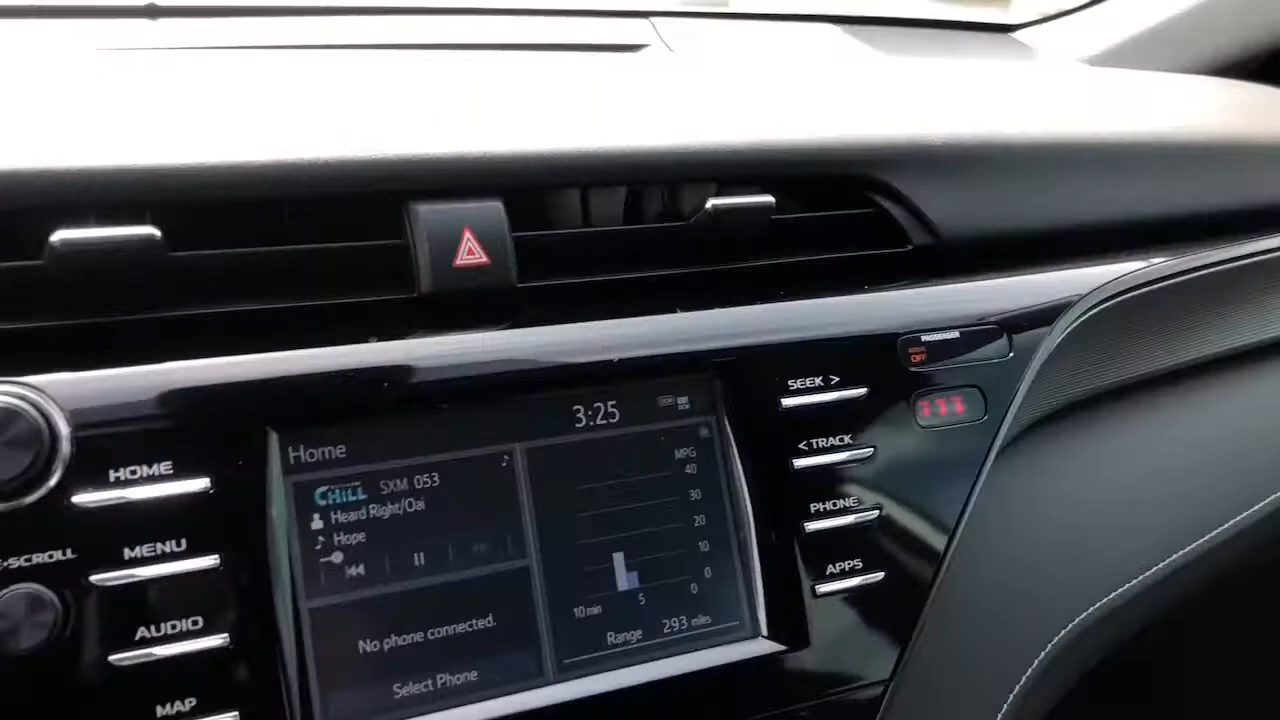 PASSENGER
OFF
SEEK >
< TRACK
PHONE
APPS
HOME
MENU
AUDIO
MAP
E•SCROLL
3:25
Home
CHILL SXM 053
Heard Right/Oai
Hope
No phone connected.
Select Phone
MPG
40
30
20
10
0
0
10 min
5
Range 293 miles